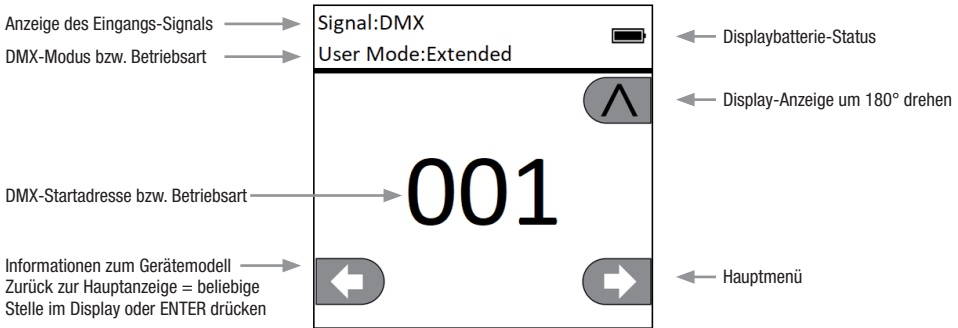 Anzeige des Eingangs-Signals
DMX-Modus bzw. Betriebsart
Signal:DMX
User Mode:Extended
Displaybatterie-Status
Display-Anzeige um 180° drehen
DMX-Startadresse bzw. Betriebsart
001
Informationen zum Gerätemodell
Zurück zur Hauptanzeige = beliebige
Stelle im Display oder ENTER drücken
Hauptmenü